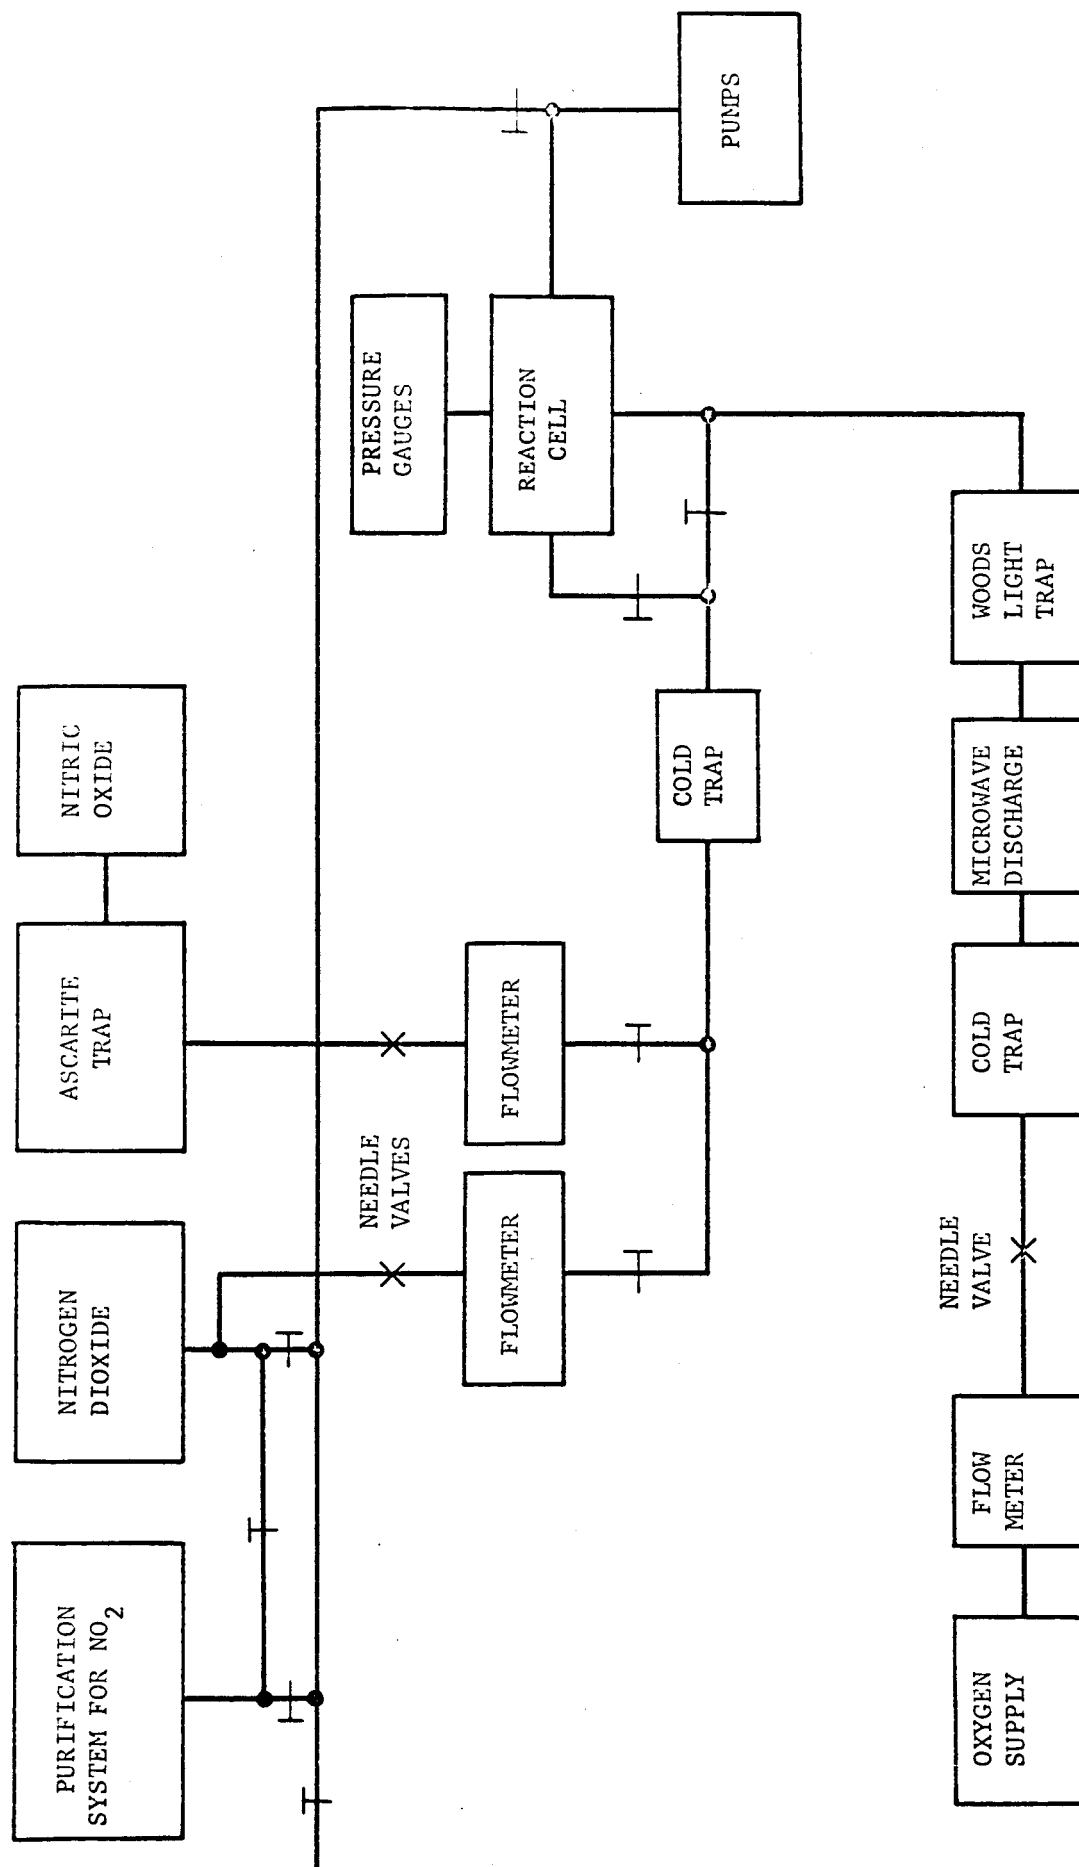 PURIFICATION
SYSTEM FOR NO2
NITROGEN
DIOXIDE
ASCARITE
TRAP
NITRIC
OXIDE
NEEDLE
VALVES
FLOWMETER
FLOWMETER
PRESSURE
GAUGES
REACTION
CELL
COLD
TRAP
PUMPS
OXYGEN
SUPPLY
FLOW
METER
NEEDLE
VALVE
COLD
TRAP
MICROWAVE
DISCHARGE
WOODS
LIGHT
TRAP